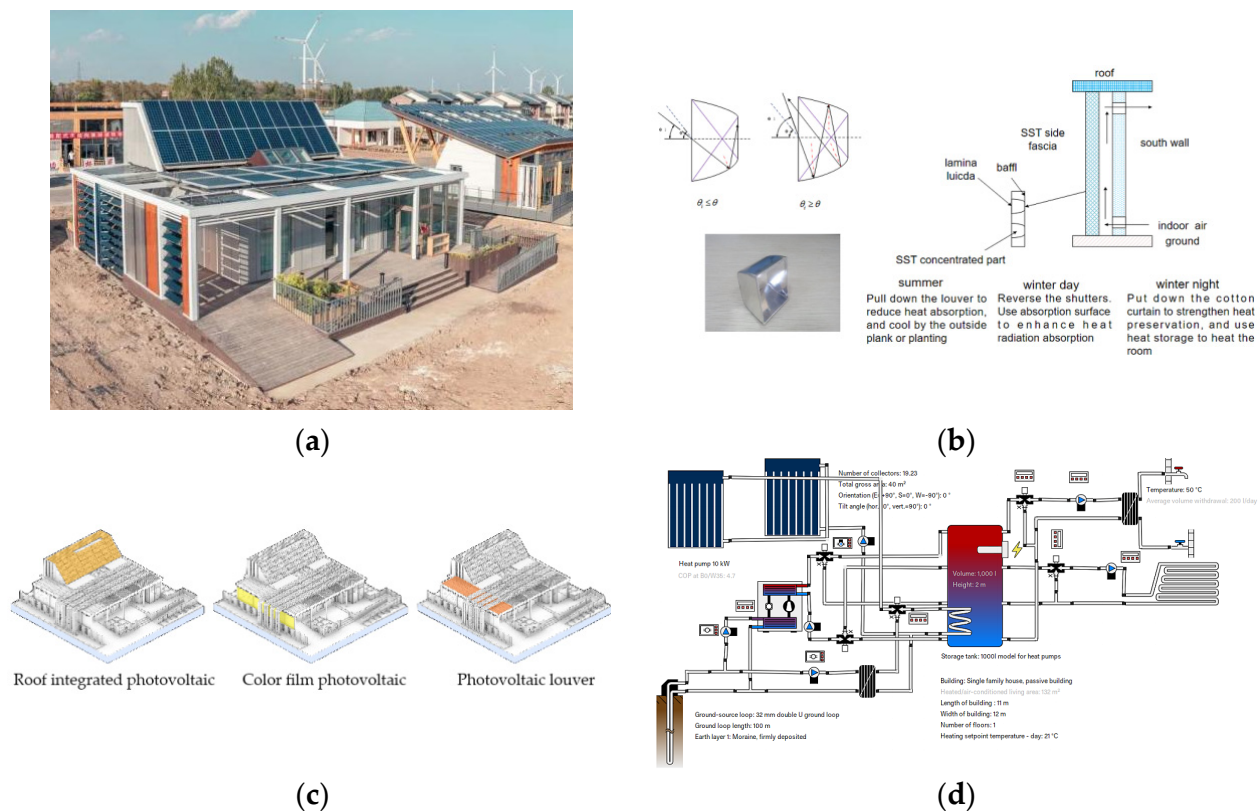 (a)
θ₁ ≤ θ
θ₁ ≥ θ
roof
SST side
fascia
south wall
lamina
luicda
baffl
indoor air
ground
SST concentrated part
summer
Pull down the louver to
reduce heat absorption,
and cool by the outside
plank or planting
winter day
Reverse the shutters.
Use absorption surface
to enhance heat
radiation absorption
winter night
Put down the cotton
curtain to strengthen heat
preservation, and use
heat storage to heat the
room
(b)
Roof integrated photovoltaic
Color film photovoltaic
Photovoltaic louver
(c)
Number of collectors: 19.23
Total gross area: 40 m²
Orientation (E=+90°, S=0°, W=-90°): 0 °
Tilt angle (hor.=0°, vert.=90°): 0 °
Temperature: 50 °C
Average volume withdrawal: 200 l/day
Heat pump 10 kW
COP at B0/W35: 4.7
Volume: 1,000 l
Height: 2 m
Storage tank: 1000l model for heat pumps
Building: Single family house, passive building
Heated/air-conditioned living area: 132 m²
Length of building : 11 m
Width of building: 12 m
Number of floors: 1
Heating setpoint temperature - day: 21 °C
Ground-source loop: 32 mm double U ground loop
Ground loop length: 100 m
Earth layer 1: Moraine, firmly deposited
(d)